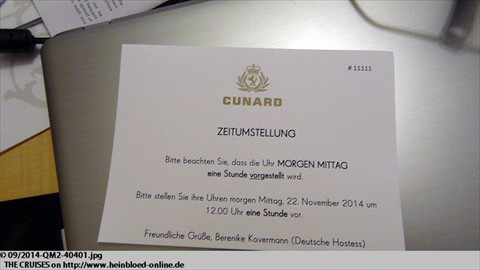 #11111
CUNARD
ZEITUMSTELLUNG
Bitte beachten Sie, dass die Uhr MORGEN MITTAG
eine Stunde vorgestellt wird.
Bitte stellen Sie ihre Uhren morgen Mittag, 22. November 2014 um
12.00 Uhr eine Stunde vor.
Freundliche Grüße, Berenike Kovermann (Deutsche Hostess)
© 09/2014-QM2-40401.jpg
THE CRUISES on http://www.heinbloed-online.de